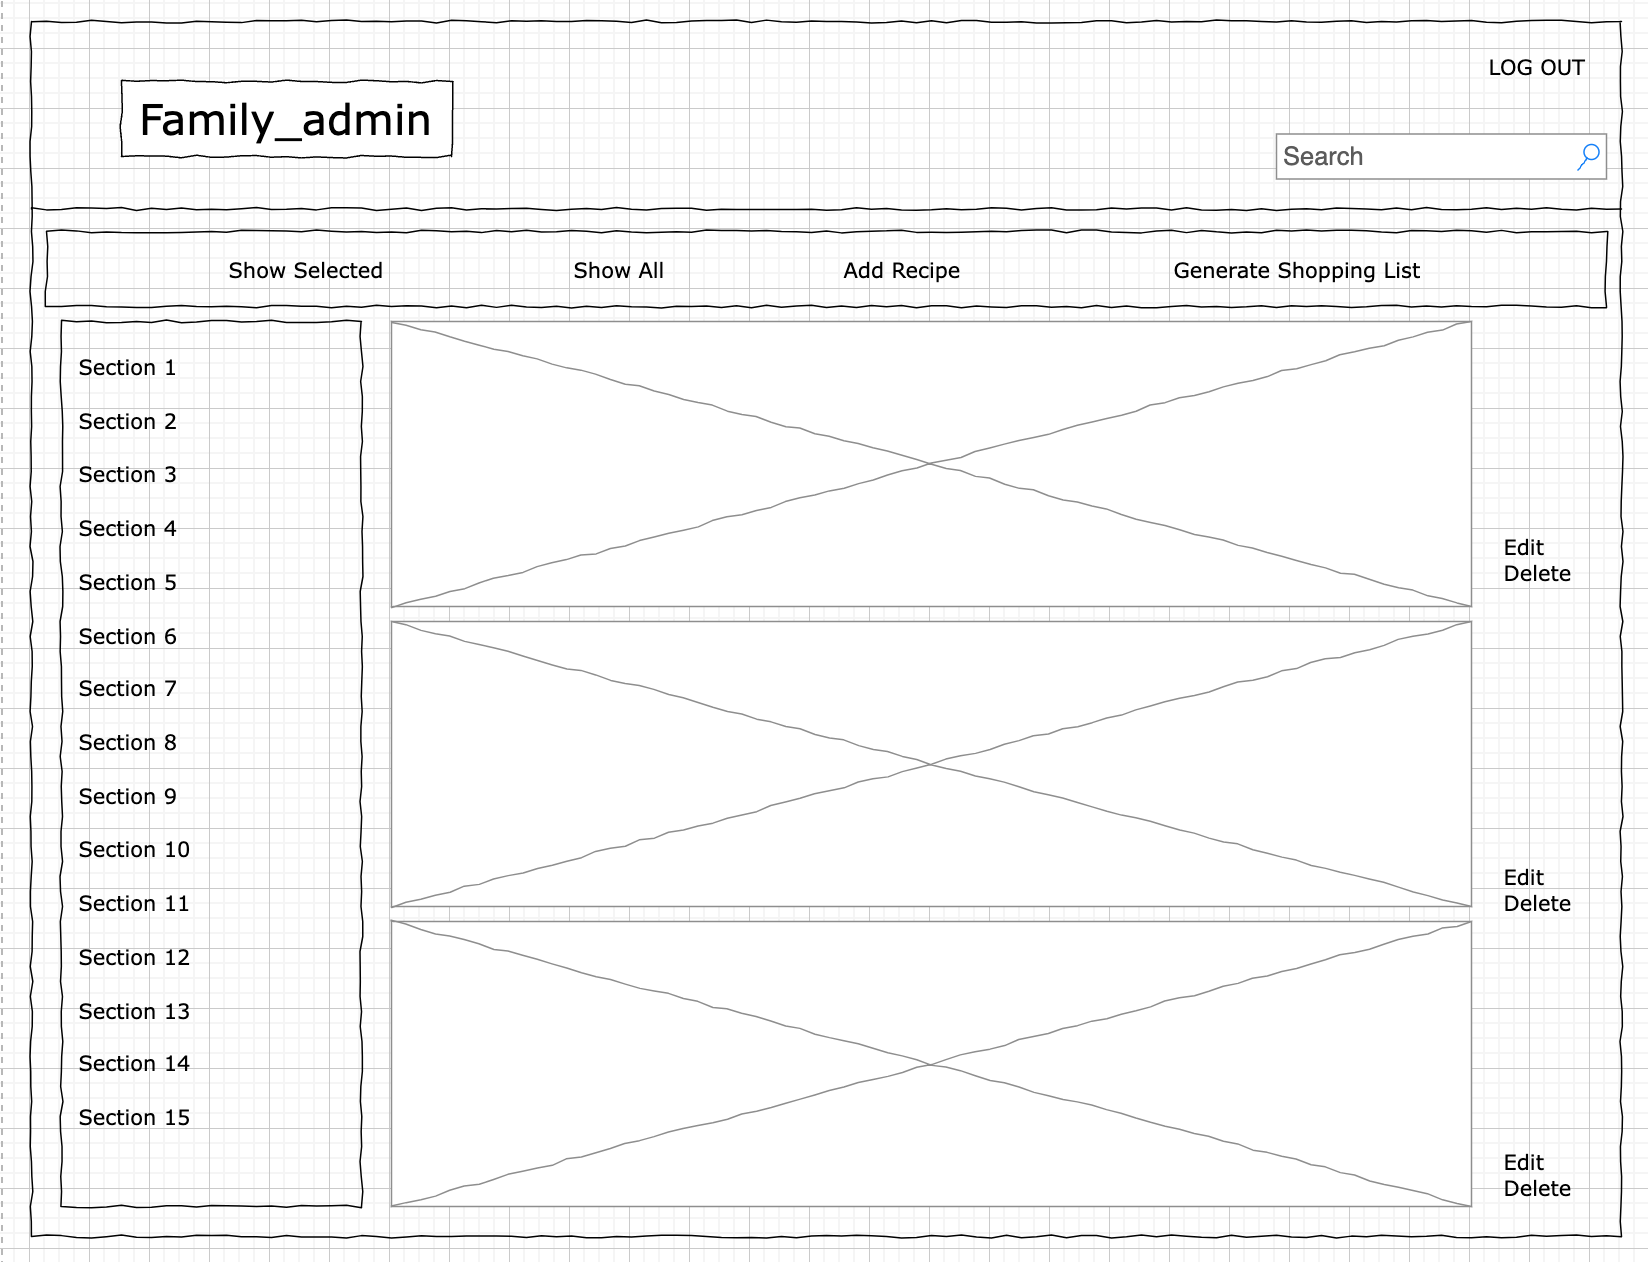 LOG OUT
Family_admin
Search
Show Selected
Show All
Add Recipe
Generate Shopping List
Section 1
Section 2
Section 3
Section 4
Section 5
Section 6
Section 7
Section 8
Section 9
Section 10
Section 11
Section 12
Section 13
Section 14
Section 15
Edit
Delete
Edit
Delete
Edit
Delete